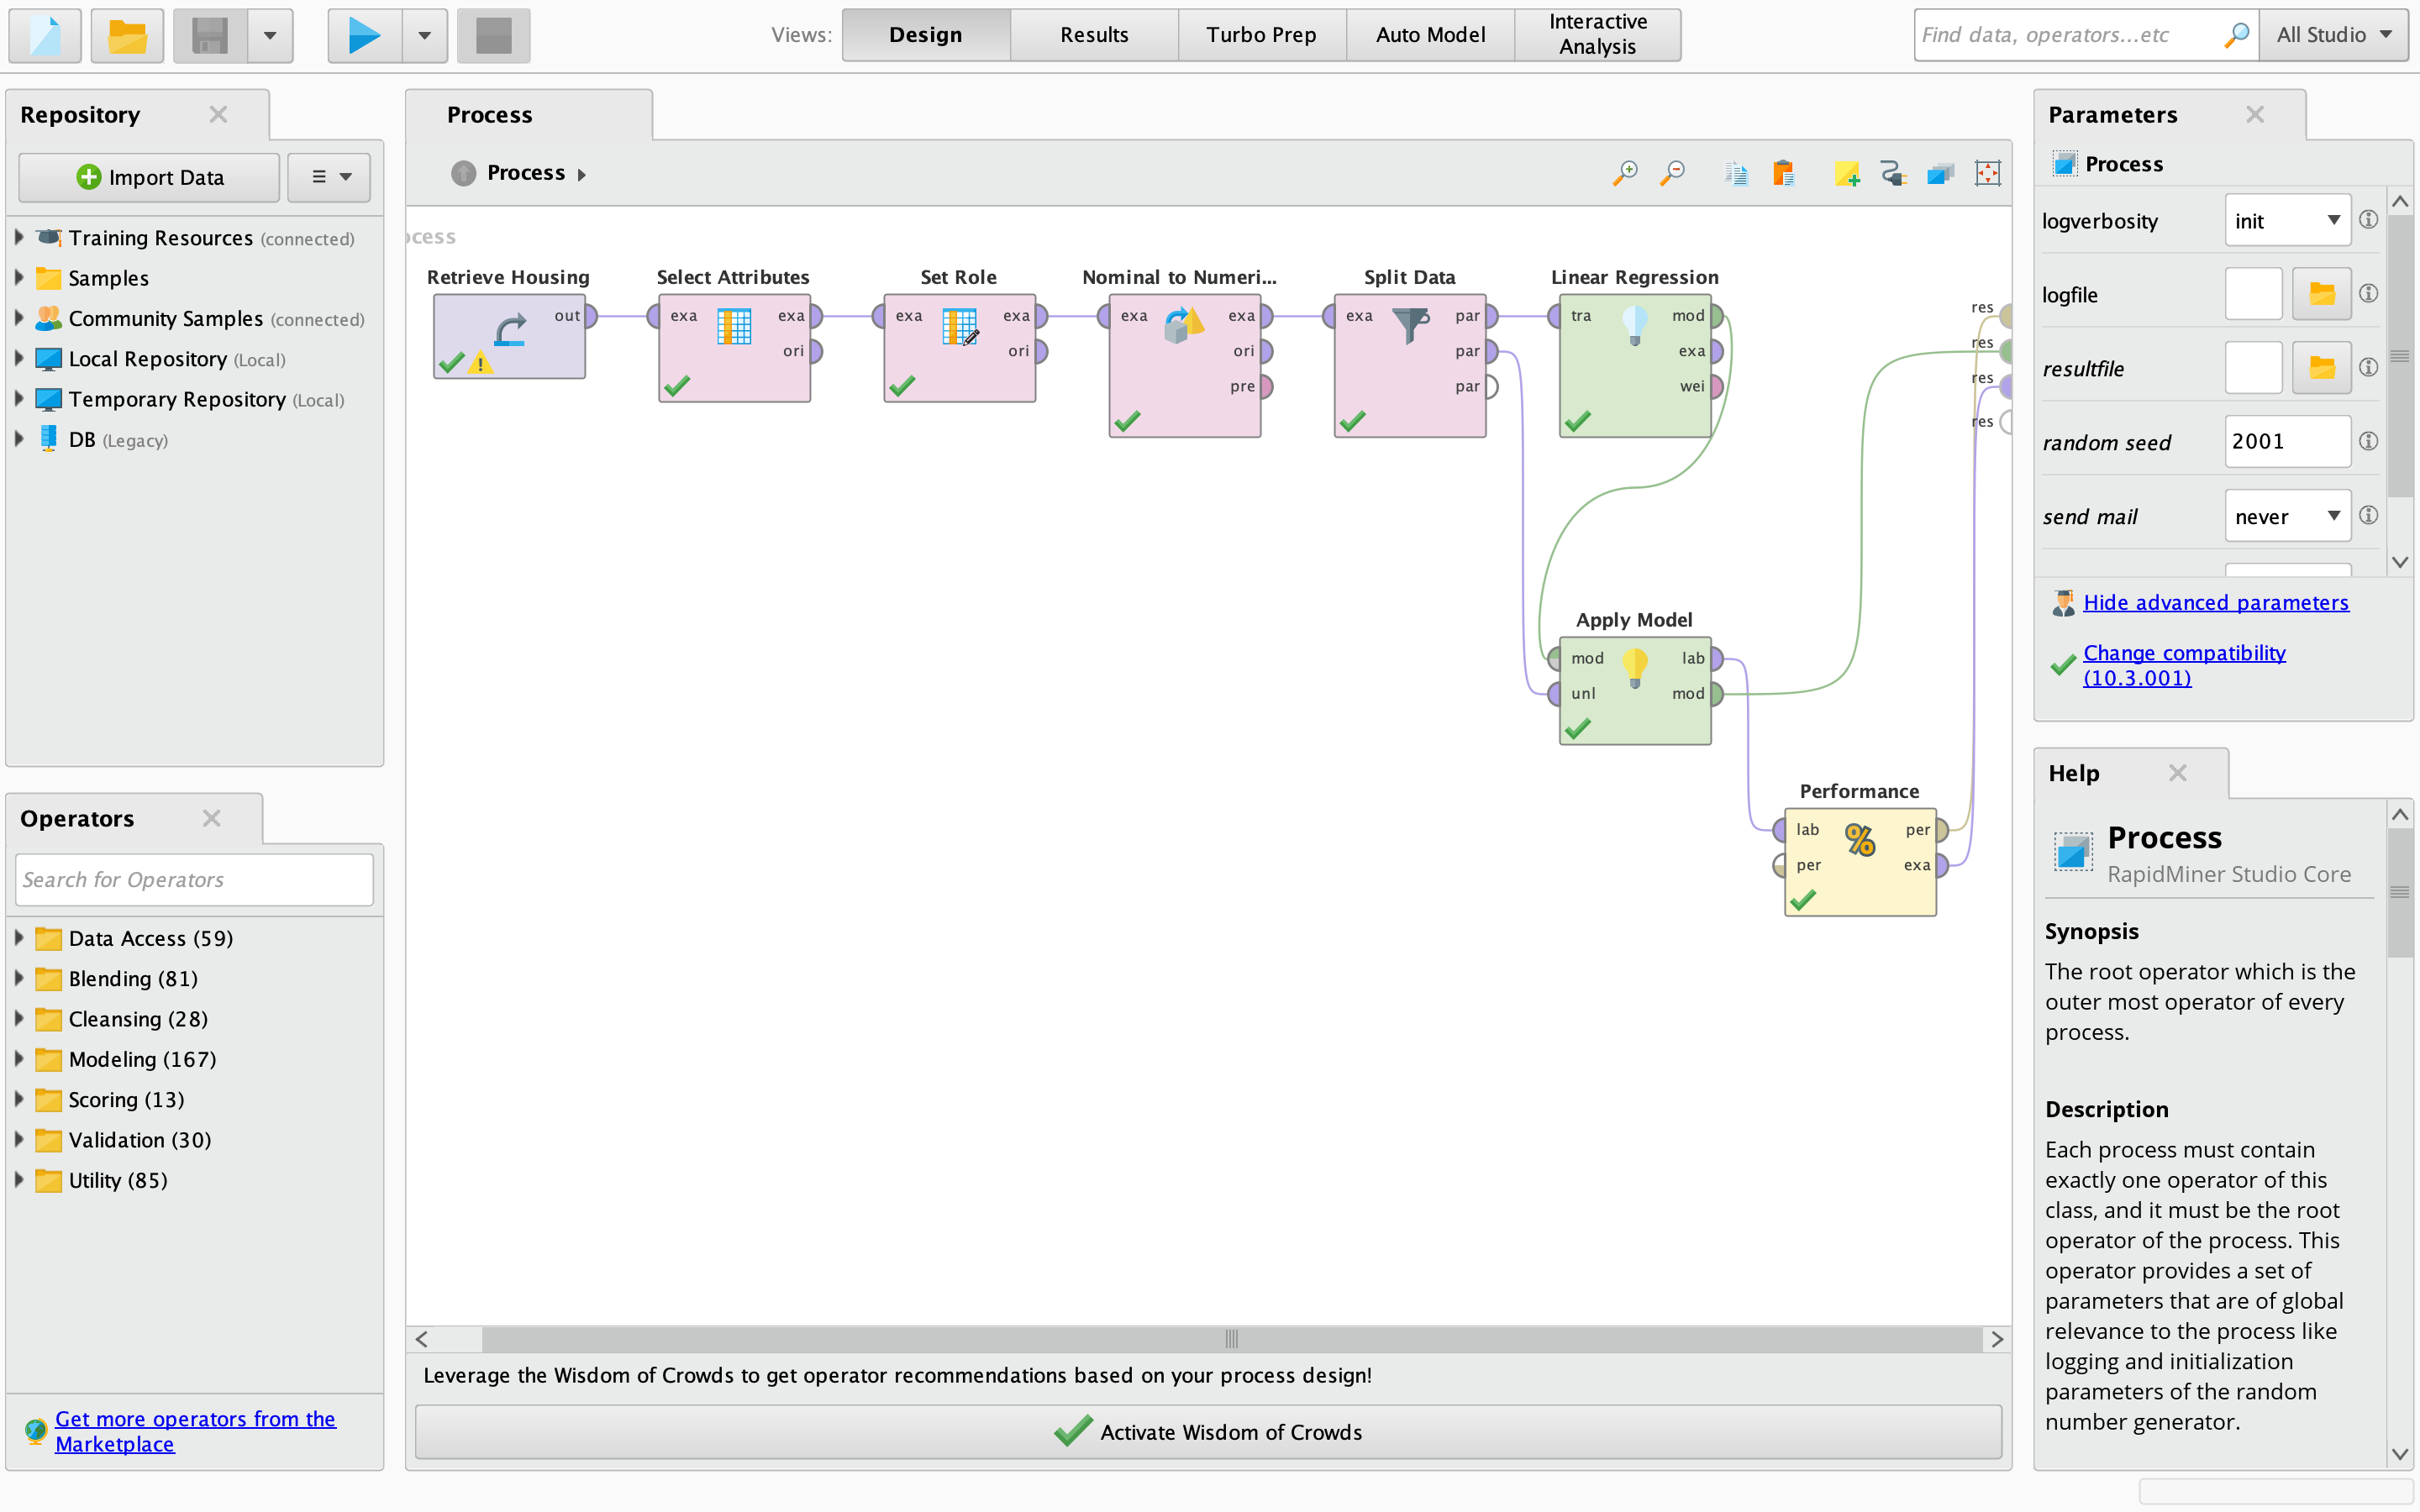 Views:
Design
Results
Turbo Prep
Auto Model
Interactive
Analysis
Find data, operators...etc
All Studio
Repository
Import Data
Training Resources (connected)
Samples
Community Samples (connected)
Local Repository (Local)
Temporary Repository (Local)
DB (Legacy)
Operators
Search for Operators
Data Access (59)
Blending (81)
Cleansing (28)
Modeling (167)
Scoring (13)
Validation (30)
Utility (85)
Get more operators from the
Marketplace
Process
Process
ocess
Retrieve Housing
out
Select Attributes
exa exa
ori
Set Role
exa exa
ori
Nominal to Numeri...
exa exa
ori
pre
Split Data
exa par
par
par
Linear Regression
tra mod
exa
wei
res
res
res
res
Apply Model
mod lab
unl mod
Performance
lab % per
per exa
Leverage the Wisdom of Crowds to get operator recommendations based on your process design!
Activate Wisdom of Crowds
Parameters
Process
logverbosity init
logfile
resultfile
random seed 2001
send mail never
Hide advanced parameters
Change compatibility
(10.3.001)
Help
Process
RapidMiner Studio Core
Synopsis
The root operator which is the
outer most operator of every
process.
Description
Each process must contain
exactly one operator of this
class, and it must be the root
operator of the process. This
operator provides a set of
parameters that are of global
relevance to the process like
logging and initialization
parameters of the random
number generator.